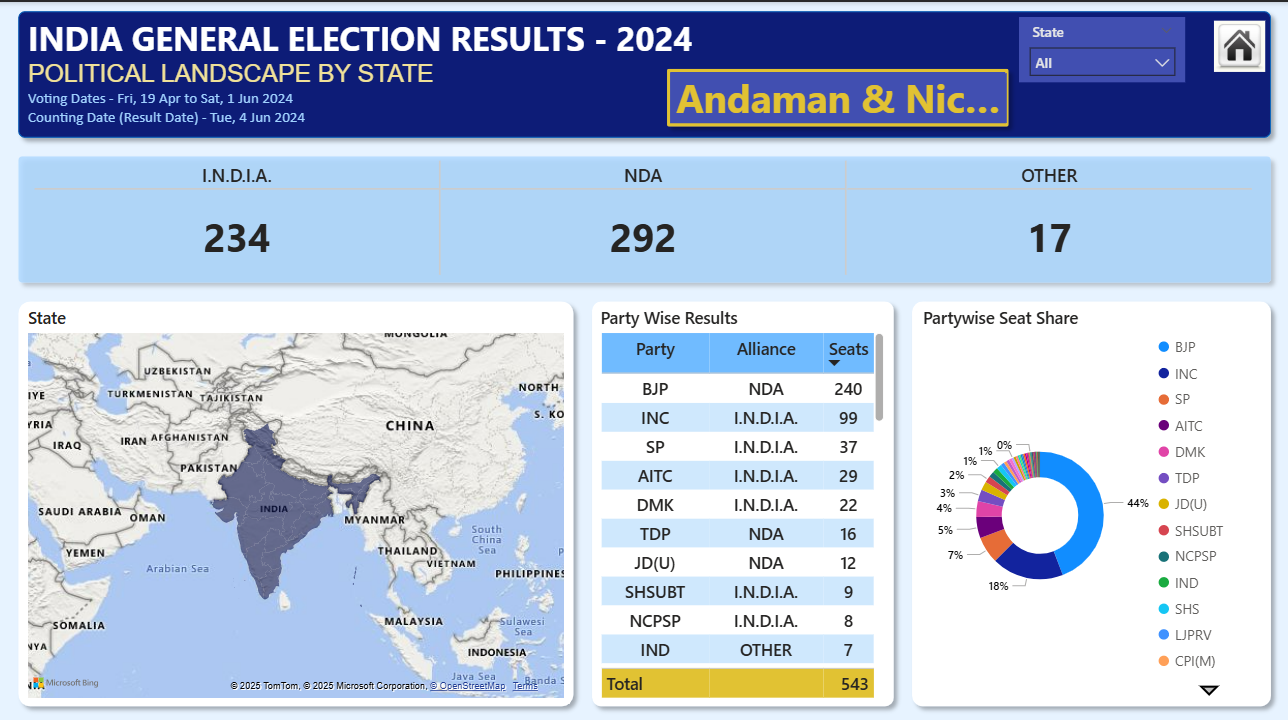 INDIA GENERAL ELECTION RESULTS - 2024
POLITICAL LANDSCAPE BY STATE
Voting Dates - Fri, 19 Apr to Sat, 1 Jun 2024
Counting Date (Result Date) - Tue, 4 Jun 2024
Andaman & Nic...
State
All
I.N.D.I.A. NDA OTHER
234 292 17
State
MONGOLIA
UZBEKISTAN
TURKMENISTAN
TAJIKISTAN
NORTH
S. KO
CHINA
IYE
YRIA
IRAQ
IRAN
AFGHANISTAN
PAKISTAN
SAUDI ARABIA
OMAN
INDIA
MYANMAR
YEMEN
Arabian Sea
THAILAND
VIETNAM
South
China
Sea
PHILIPPINES
SOMALIA
NYA
MALAYSIA
Sulawesi
Sea
INDONESIA
Java Sea
Banda S
Microsoft Bing
© 2025 TomTom, © 2025 Microsoft Corporation, © OpenStreetMap Terms
Party Wise Results
Party Alliance Seats
BJP NDA 240
INC I.N.D.I.A. 99
SP I.N.D.I.A. 37
AITC I.N.D.I.A. 29
DMK I.N.D.I.A. 22
TDP NDA 16
JD(U) NDA 12
SHSUBT I.N.D.I.A. 9
NCPSP I.N.D.I.A. 8
IND OTHER 7
Total 543
Partywise Seat Share
0%
1%
1%
2%
3%
4%
5%
7%
18%
44%
BJP
INC
SP
AITC
DMK
TDP
JD(U)
SHSUBT
NCPSP
IND
SHS
LJPRV
CPI(M)